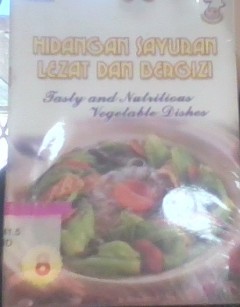 HIDANGAN SAYURAN
LEZAT DAN BERGIZI
Tasty and Nutritious
Vegetable Dishes